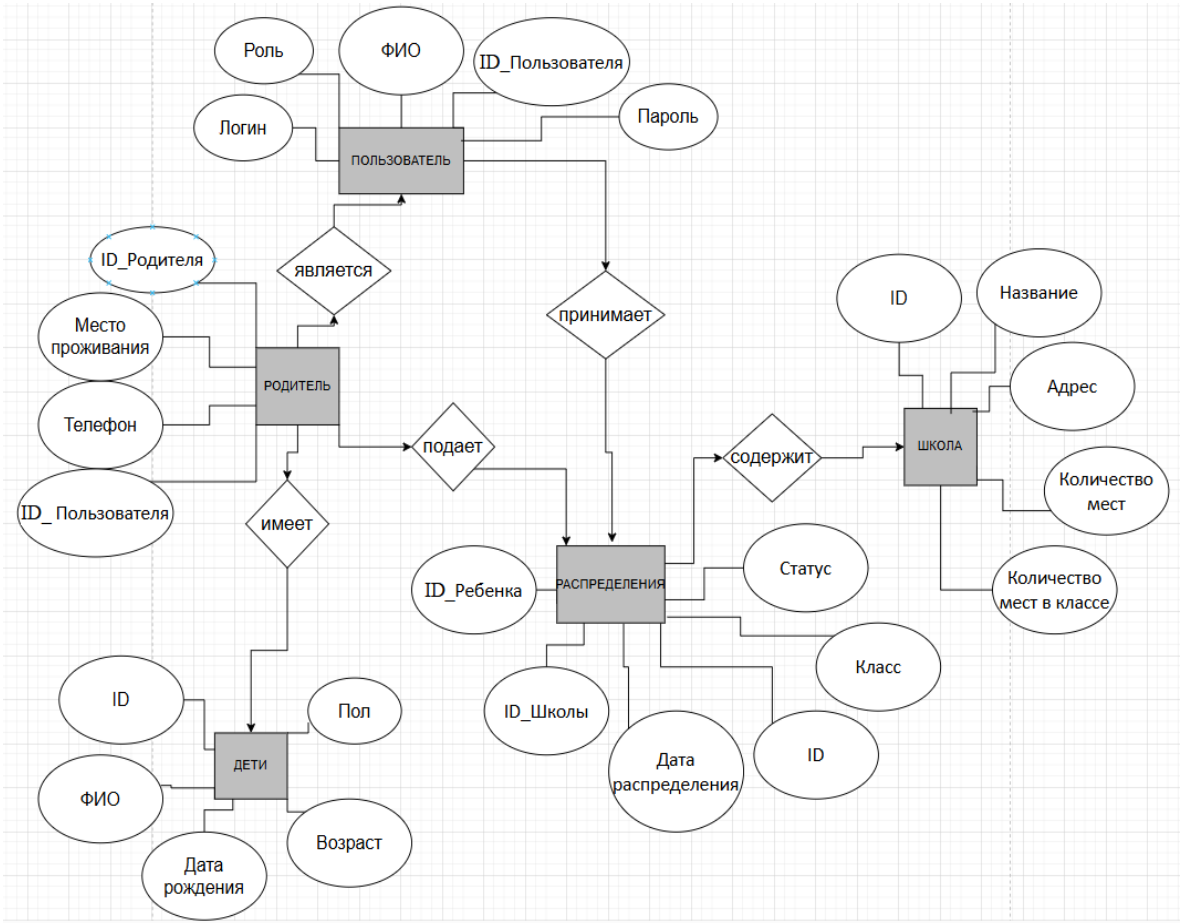 Роль
ФИО
ID_Пользователя
Логин
Пароль
ПОЛЬЗОВАТЕЛЬ
ID_Родителя
является
Место
проживания
принимает
ID
Название
РОДИТЕЛЬ
Адрес
Телефон
подает
содержит
ШКОЛА
Количество
мест
ID_ Пользователя
имеет
ID_Ребенка
РАСПРЕДЕЛЕНИЯ
Статус
Количество
мест в классе
Класс
ID
Пол
ID_Школы
Дата
распределения
ID
ДЕТИ
ФИО
Возраст
Дата
рождения